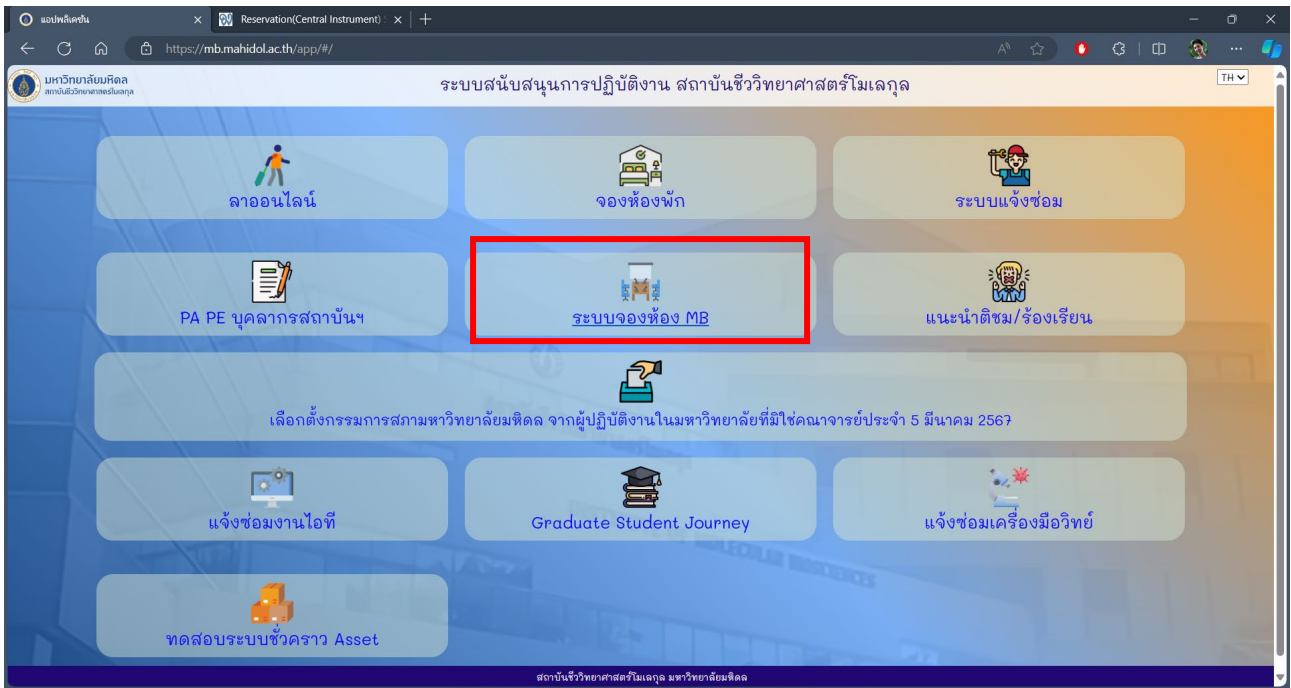 แอปพลิเคชัน
Reservation(Central Instrument)
https://mb.mahidol.ac.th/app/#/
มหาวิทยาลัยมหิดล
สถาบันชีววิทยาศาสตร์โมเลกุล
ระบบสนับสนุนการปฏิบัติงาน สถาบันชีววิทยาศาสตร์โมเลกุล
TH
ลาออนไลน์
จองห้องพัก
ระบบแจ้งซ่อม
PA PE บุคลากรสถาบันฯ
ระบบจองห้อง MB
แนะนำติชม/ร้องเรียน
เลือกตั้งกรรมการสภามหาวิทยาลัยมหิดล จากผู้ปฏิบัติงานในมหาวิทยาลัยที่มิใช่คณาจารย์ประจำ 5 มีนาคม 2567
แจ้งซ่อมงานไอที
Graduate Student Journey
แจ้งซ่อมเครื่องมือวิทย์
ทดสอบระบบชั่วคราว Asset
สถาบันชีววิทยาศาสตร์โมเลกุล มหาวิทยาลัยมหิดล